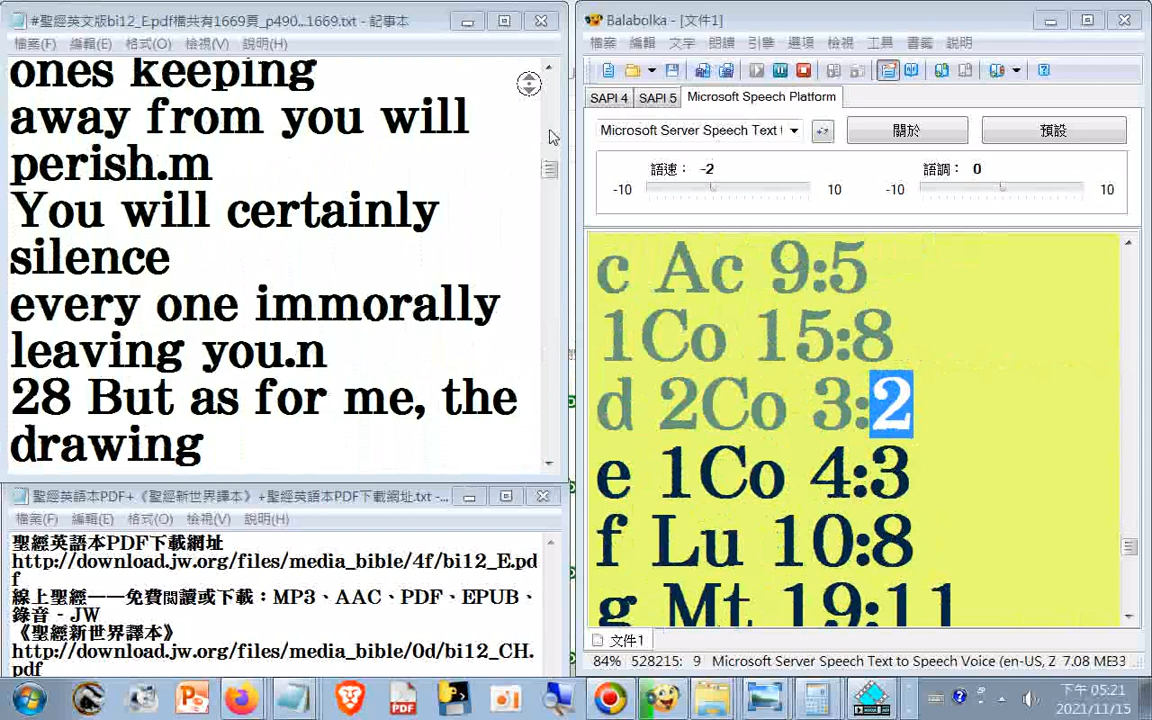 #聖經英文版bi12_E.pdf檔共有1669頁_p490...1669.txt - 記事本
檔案(F) 編輯(E) 格式(O) 檢視(V) 說明(H)
ones keeping
away from you will
perish.m
You will certainly
silence
every one immorally
leaving you.n
28 But as for me, the
drawing
聖經英語本PDF+《聖經新世界譯本》+聖經英語本PDF下載網址.txt -...
檔案(F) 編輯(E) 格式(O) 檢視(V) 說明(H)
聖經英語本PDF下載網址
http://download.jw.org/files/media_bible/4f/bi12_E.pd
f
線上聖經——免費閱讀或下載：MP3、AAC、PDF、EPUB、
錄音 - JW
《聖經新世界譯本》
http://download.jw.org/files/media_bible/0d/bi12_CH.
pdf
Balabolka - [文件1]
檔案 編輯 文字 朗讀 引擎 選項 檢視 工具 書籤 說明
SAPI 4 SAPI 5 Microsoft Speech Platform
Microsoft Server Speech Text 關於 預設
語速： -2 語調： 0
-10 10 -10 10
c Ac 9:5
1Co 15:8
d 2Co 3:2
e 1Co 4:3
f Lu 10:8
g Mt 19:11
文件1
84% 528215: 9 Microsoft Server Speech Text to Speech Voice (en-US, Z 7.08 ME33
PDF
下午 05:21
2021/11/15